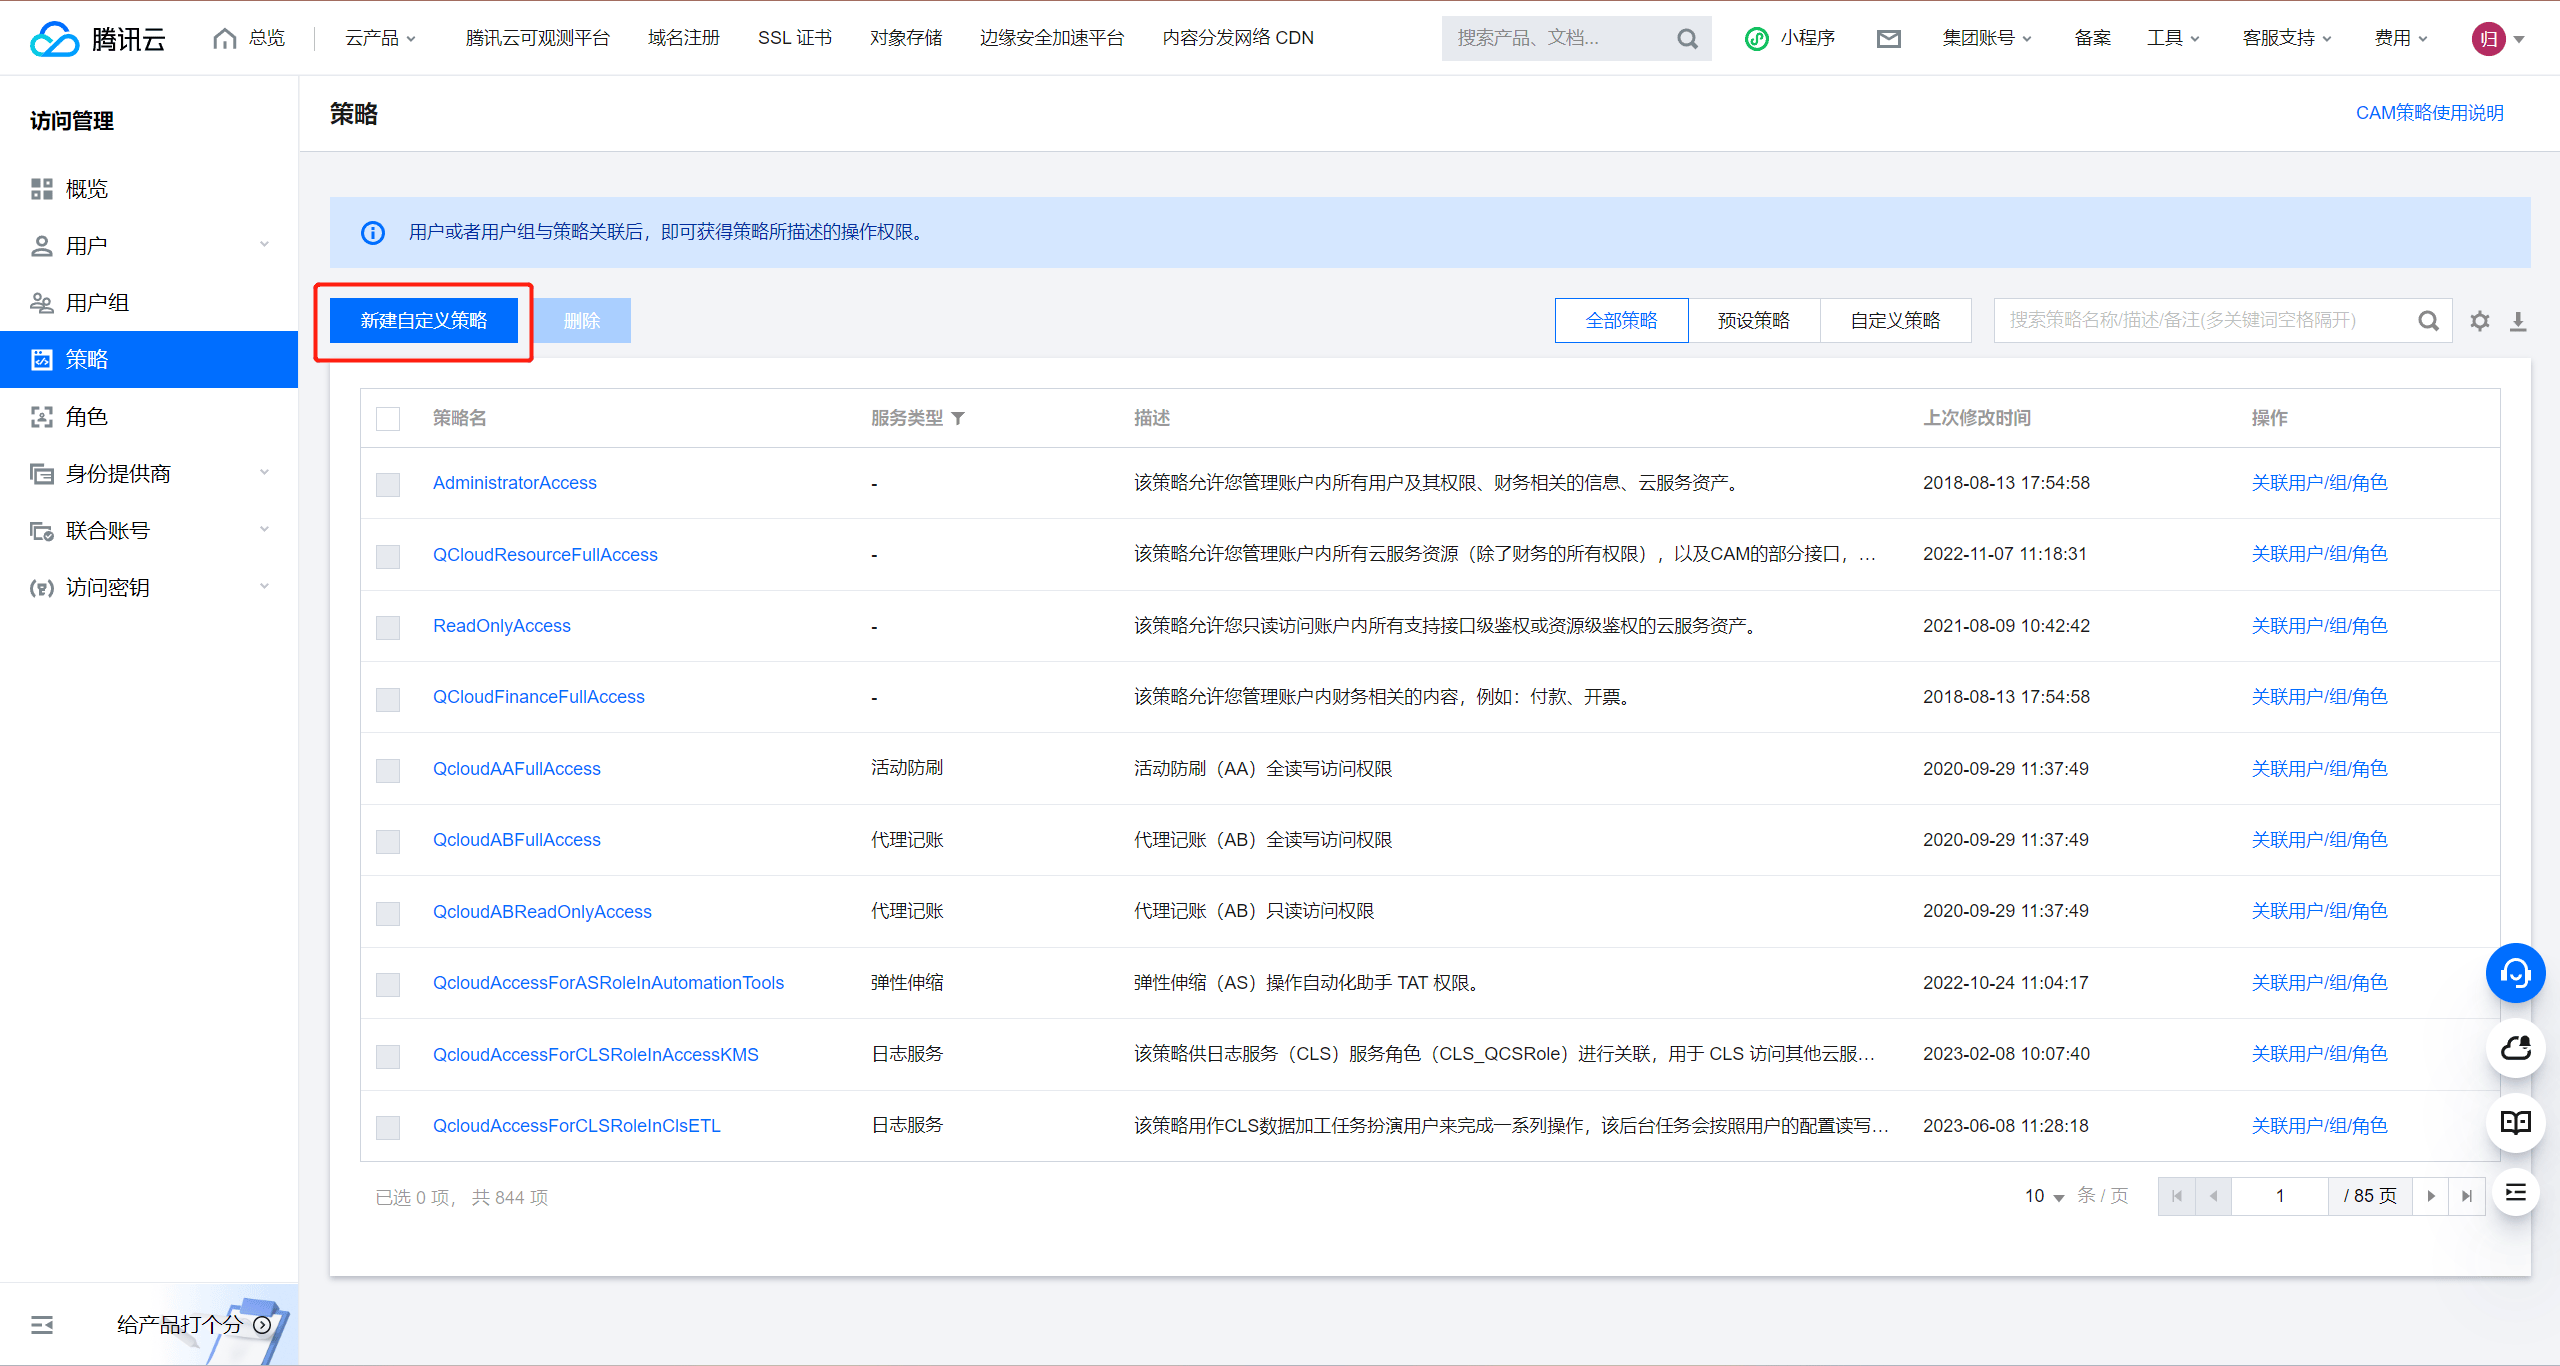 腾讯云 总览 云产品 腾讯云可观测平台 域名注册 SSL 证书 对象存储 边缘安全加速平台 内容分发网络 CDN 搜索产品、文档... 小程序 集团账号 备案 工具 客服支持 费用 归
访问管理
概览
用户
用户组
策略
角色
身份提供商
联合账号
访问密钥
给产品打个分
策略 CAM策略使用说明
用户或者用户组与策略关联后，即可获得策略所描述的操作权限。
新建自定义策略 删除 全部策略 预设策略 自定义策略 搜索策略名称/描述/备注(多关键词空格隔开)
策略名 服务类型 描述 上次修改时间 操作
AdministratorAccess - 该策略允许您管理账户内所有用户及其权限、财务相关的信息、云服务资产。 2018-08-13 17:54:58 关联用户/组/角色
QCloudResourceFullAccess - 该策略允许您管理账户内所有云服务资源（除了财务的所有权限），以及CAM的部分接口，... 2022-11-07 11:18:31 关联用户/组/角色
ReadOnlyAccess - 该策略允许您只读访问账户内所有支持接口级鉴权或资源级鉴权的云服务资产。 2021-08-09 10:42:42 关联用户/组/角色
QCloudFinanceFullAccess - 该策略允许您管理账户内财务相关的内容，例如：付款、开票。 2018-08-13 17:54:58 关联用户/组/角色
QcloudAAFullAccess 活动防刷 活动防刷（AA）全读写访问权限 2020-09-29 11:37:49 关联用户/组/角色
QcloudABFullAccess 代理记账 代理记账（AB）全读写访问权限 2020-09-29 11:37:49 关联用户/组/角色
QcloudABReadOnlyAccess 代理记账 代理记账（AB）只读访问权限 2020-09-29 11:37:49 关联用户/组/角色
QcloudAccessForASRoleInAutomationTools 弹性伸缩 弹性伸缩（AS）操作自动化助手 TAT 权限。 2022-10-24 11:04:17 关联用户/组/角色
QcloudAccessForCLSRoleInAccessKMS 日志服务 该策略供日志服务（CLS）服务角色（CLS_QCSRole）进行关联，用于 CLS 访问其他云服... 2023-02-08 10:07:40 关联用户/组/角色
QcloudAccessForCLSRoleInClsETL 日志服务 该策略用作CLS数据加工任务扮演用户来完成一系列操作，该后台任务会按照用户的配置读写... 2023-06-08 11:28:18 关联用户/组/角色
已选 0 项， 共 844 项 10 条 / 页 1 / 85 页